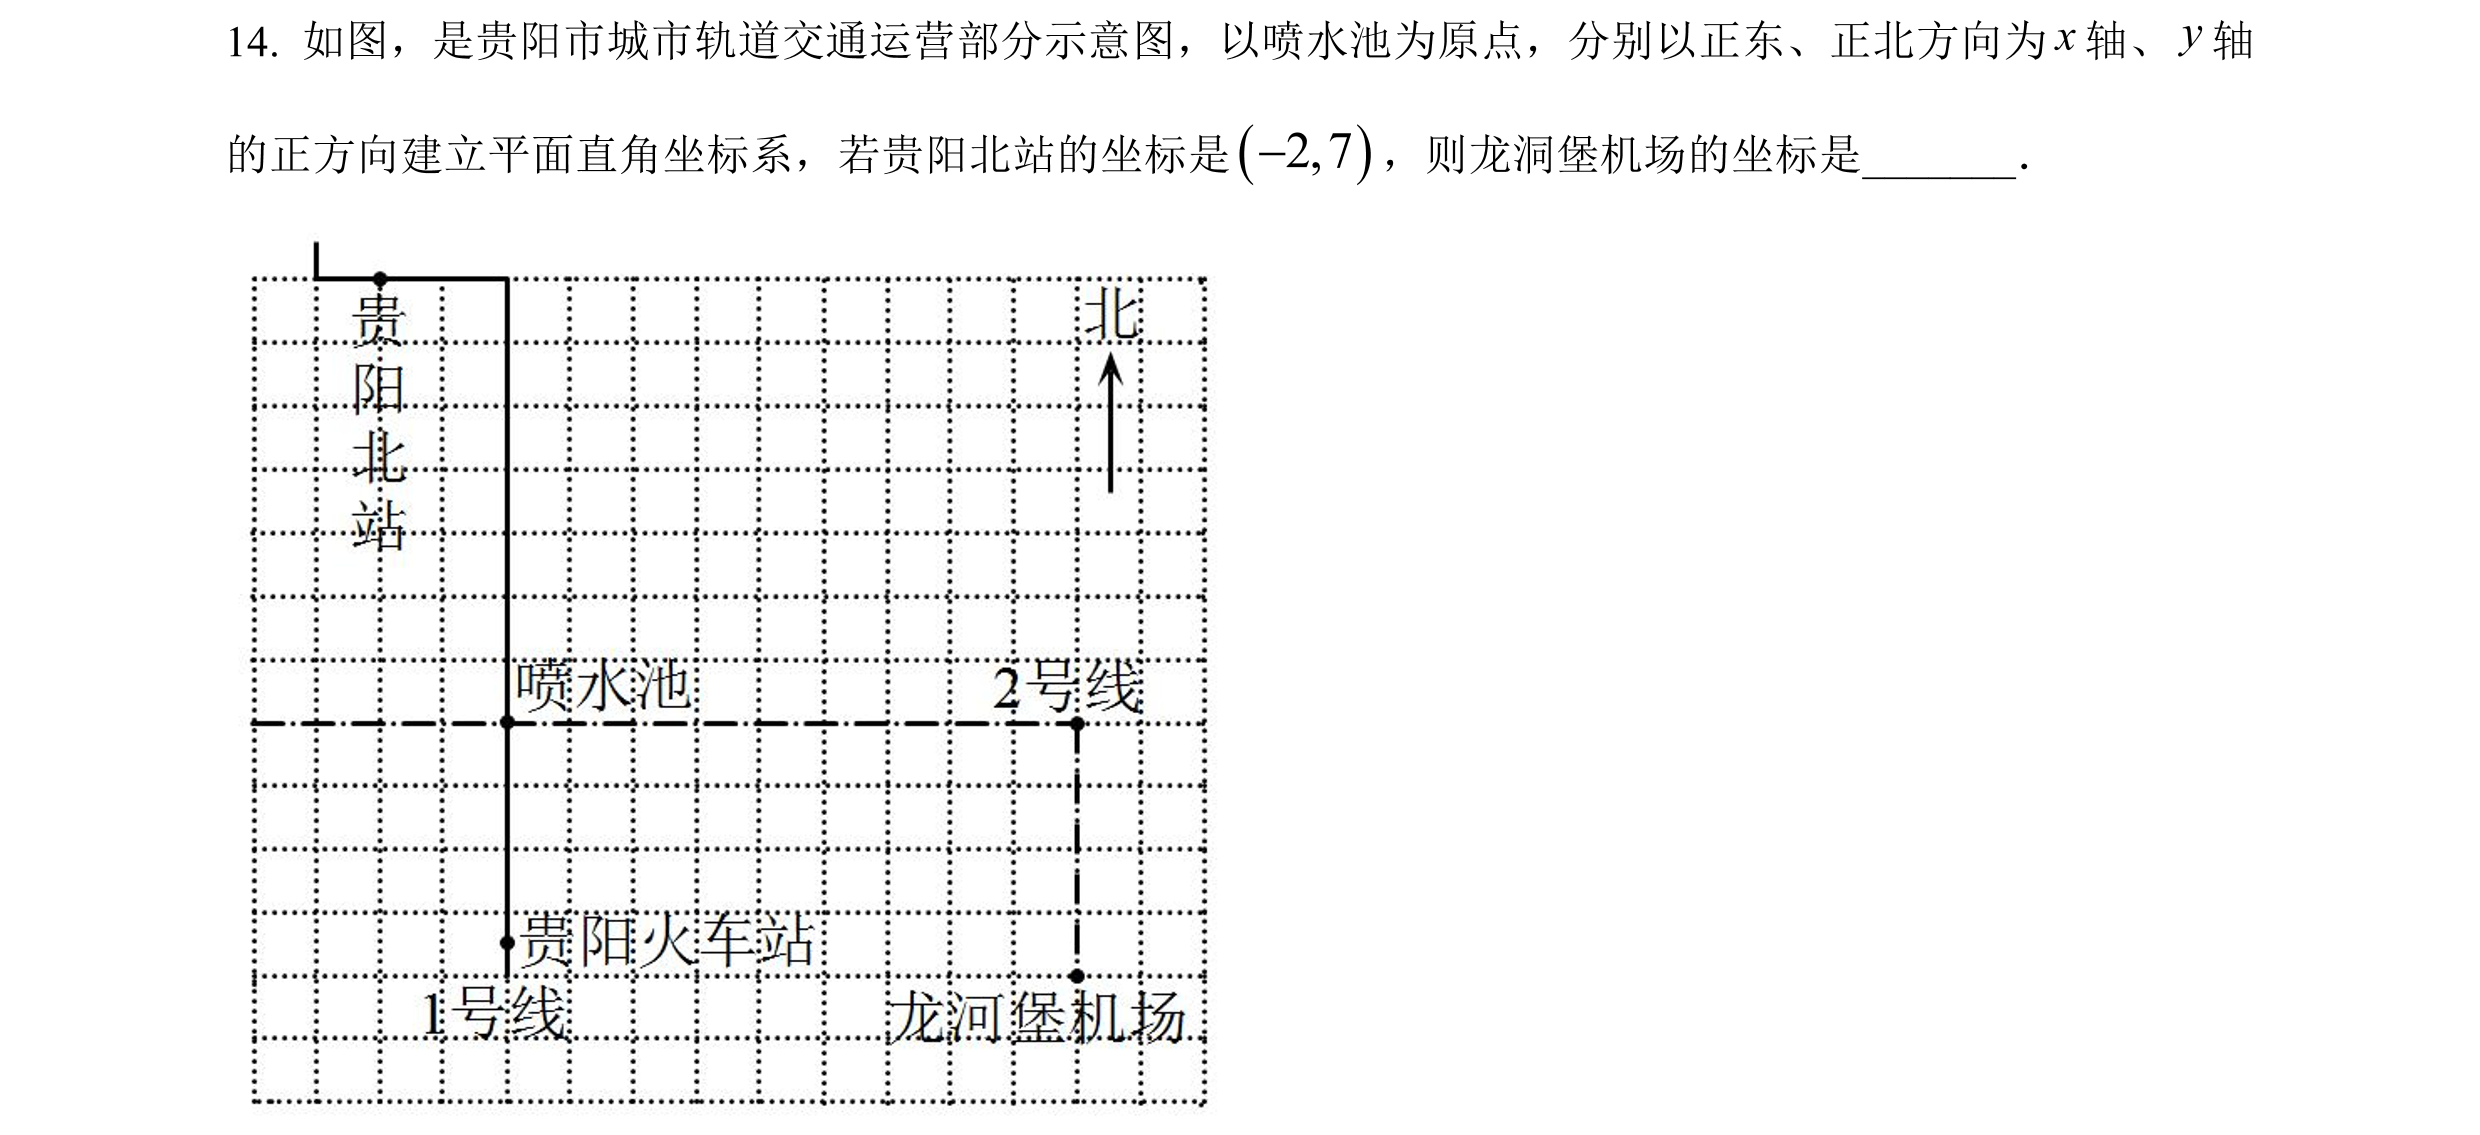 14. 如图，是贵阳市城市轨道交通运营部分示意图，以喷水池为原点，分别以正东、正北方向为x轴、y轴
的正方向建立平面直角坐标系，若贵阳北站的坐标是(−2,7)，则龙洞堡机场的坐标是_______.
贵阳北站
北
喷水池
2号线
贵阳火车站
1号线
龙河堡机场